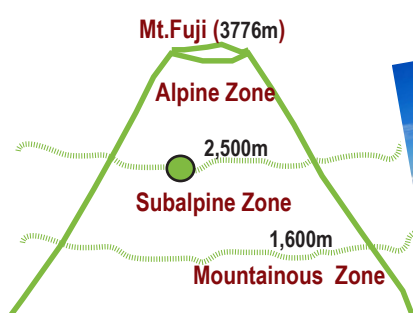 Mt.Fuji (3776m)
Alpine Zone
2,500m
Subalpine Zone
1,600m
Mountainous Zone